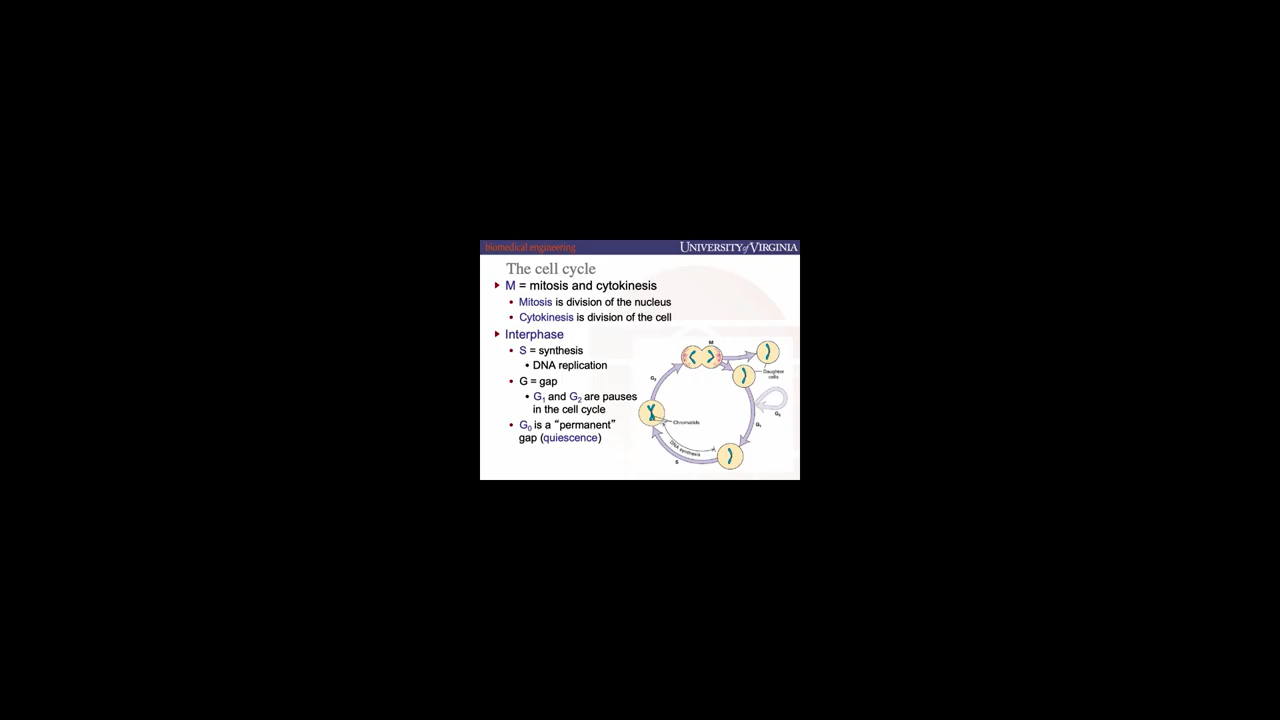 biomedical engineering
UNIVERSITY of VIRGINIA
The cell cycle
M = mitosis and cytokinesis
• Mitosis is division of the nucleus
• Cytokinesis is division of the cell
Interphase
• S = synthesis
• DNA replication
• G = gap
• G₁ and G₂ are pauses
in the cell cycle
• G₀ is a “permanent”
gap (quiescence)
M
Daughter
cells
G₂
G₀
Chromatids
G₁
DNA synthesis
S